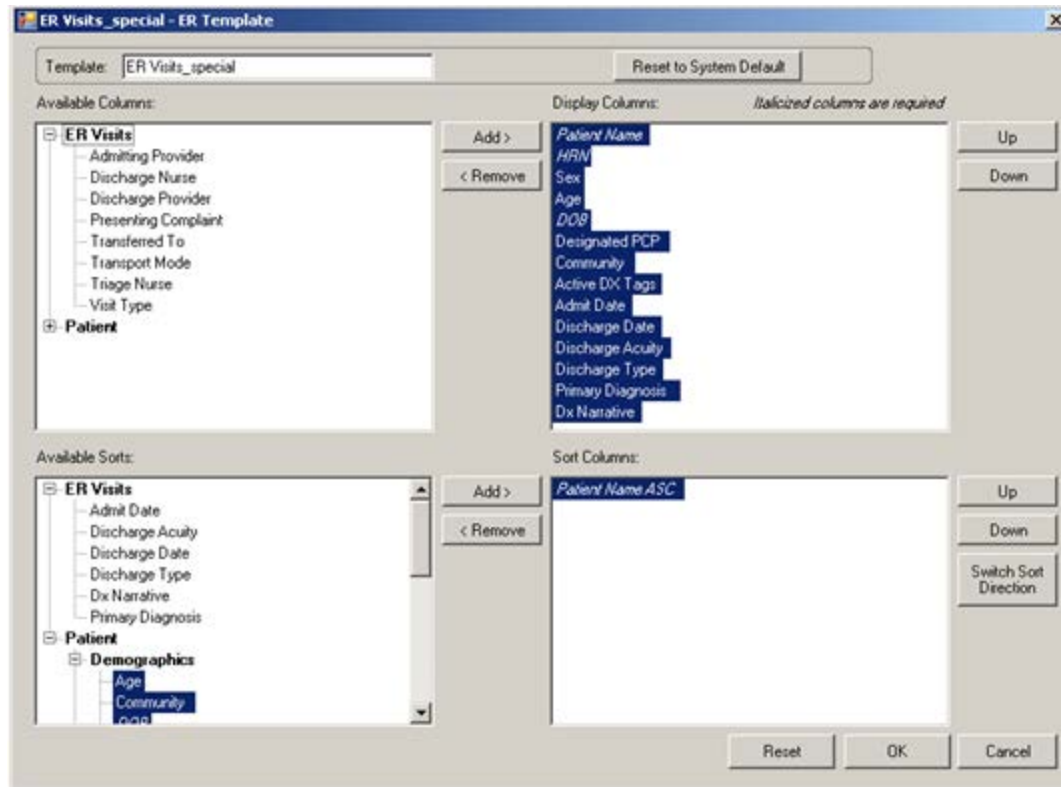 ER Visits_special - ER Template
Template: ER Visits_special
Reset to System Default
Available Columns:
ER Visits
Admitting Provider
Discharge Nurse
Discharge Provider
Presenting Complaint
Transferred To
Transport Mode
Triage Nurse
Visit Type
Patient
Add >
< Remove
Display Columns:
Italicized columns are required
Patient Name
HRN
Sex
Age
DOB
Designated PCP
Community
Active DX Tags
Admit Date
Discharge Date
Discharge Acuity
Discharge Type
Primary Diagnosis
Dx Narrative
Up
Down
Available Sorts:
ER Visits
Admit Date
Discharge Acuity
Discharge Date
Discharge Type
Dx Narrative
Primary Diagnosis
Patient
Demographics
Age
Community
DOB
Add >
< Remove
Sort Columns:
Patient Name ASC
Up
Down
Switch Sort
Direction
Reset
OK
Cancel